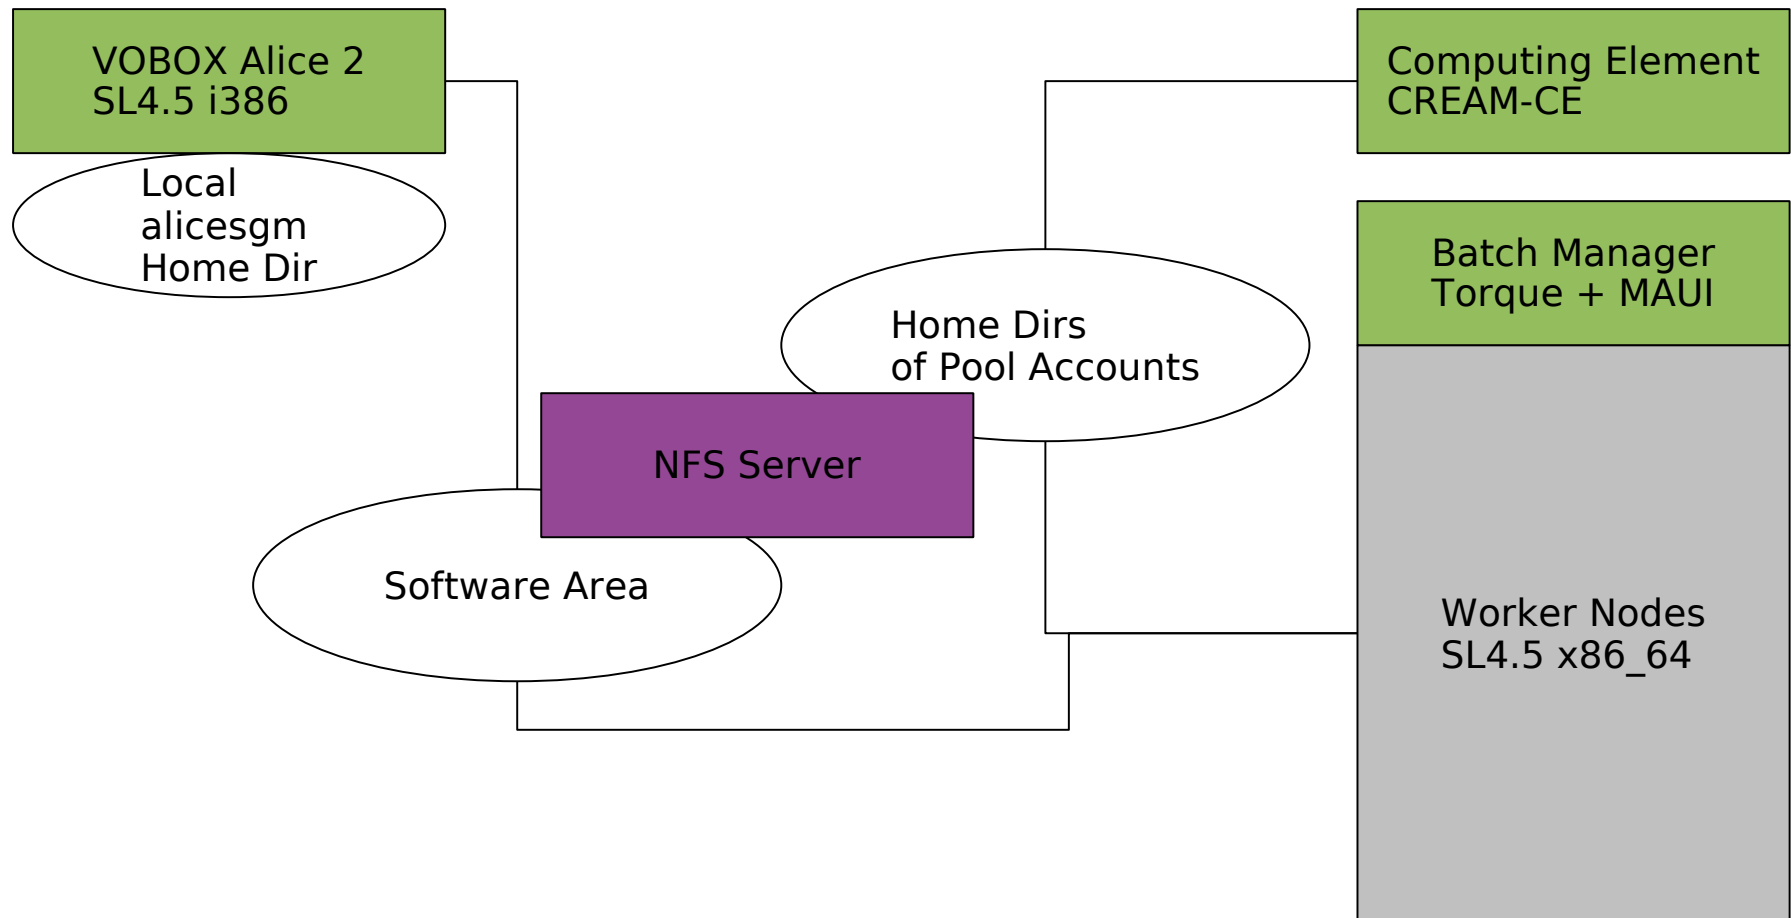 VOBOX Alice 2
SL4.5 i386
Local
alicesgm
Home Dir
Computing Element
CREAM-CE
Batch Manager
Torque + MAUI
Home Dirs
of Pool Accounts
NFS Server
Software Area
Worker Nodes
SL4.5 x86_64